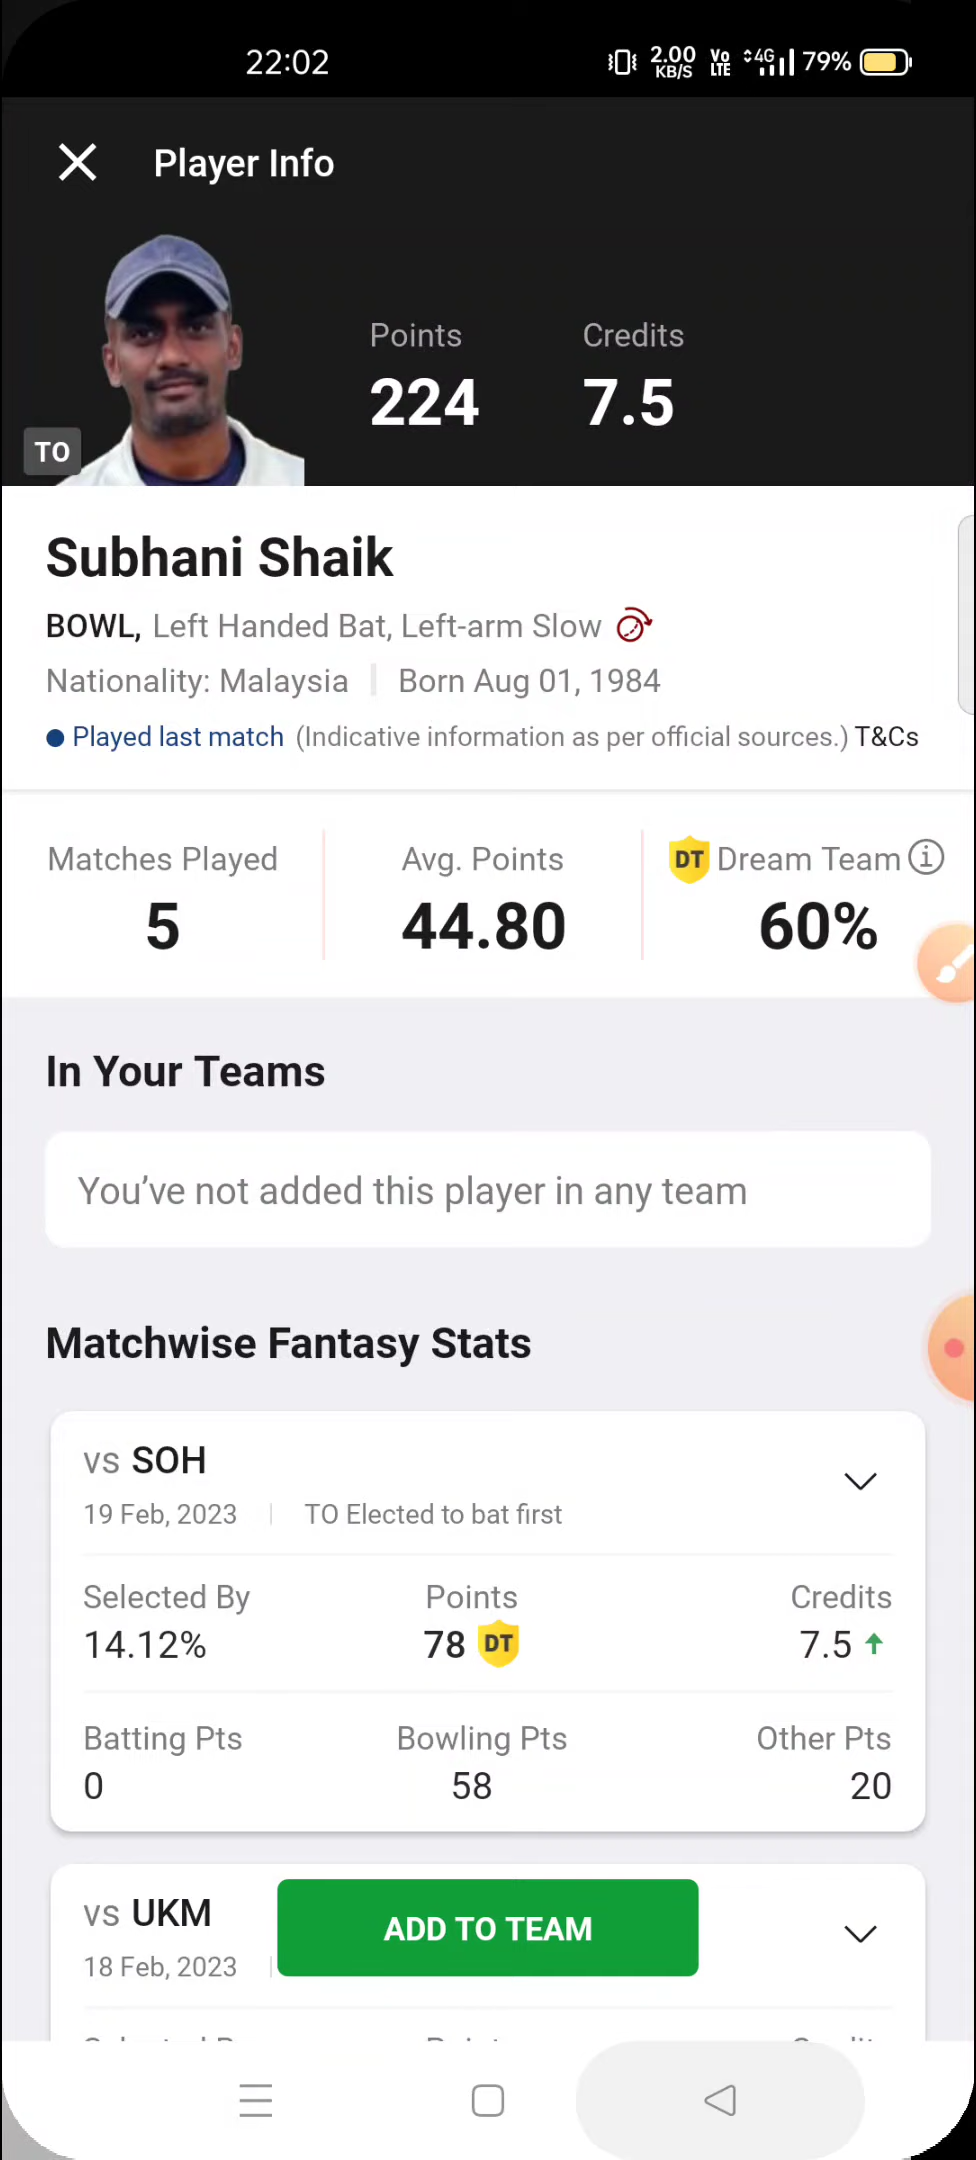 22:02 2.00 KB/S Vo LTE 4G 79%
Player Info
Points Credits
224 7.5
TO
Subhani Shaik
BOWL, Left Handed Bat, Left-arm Slow
Nationality: Malaysia Born Aug 01, 1984
Played last match (Indicative information as per official sources.) T&Cs
Matches Played Avg. Points DT Dream Team
5 44.80 60%
In Your Teams
You’ve not added this player in any team
Matchwise Fantasy Stats
vs SOH
19 Feb, 2023 TO Elected to bat first
Selected By Points Credits
14.12% 78 DT 7.5
Batting Pts Bowling Pts Other Pts
0 58 20
vs UKM
ADD TO TEAM
18 Feb, 2023